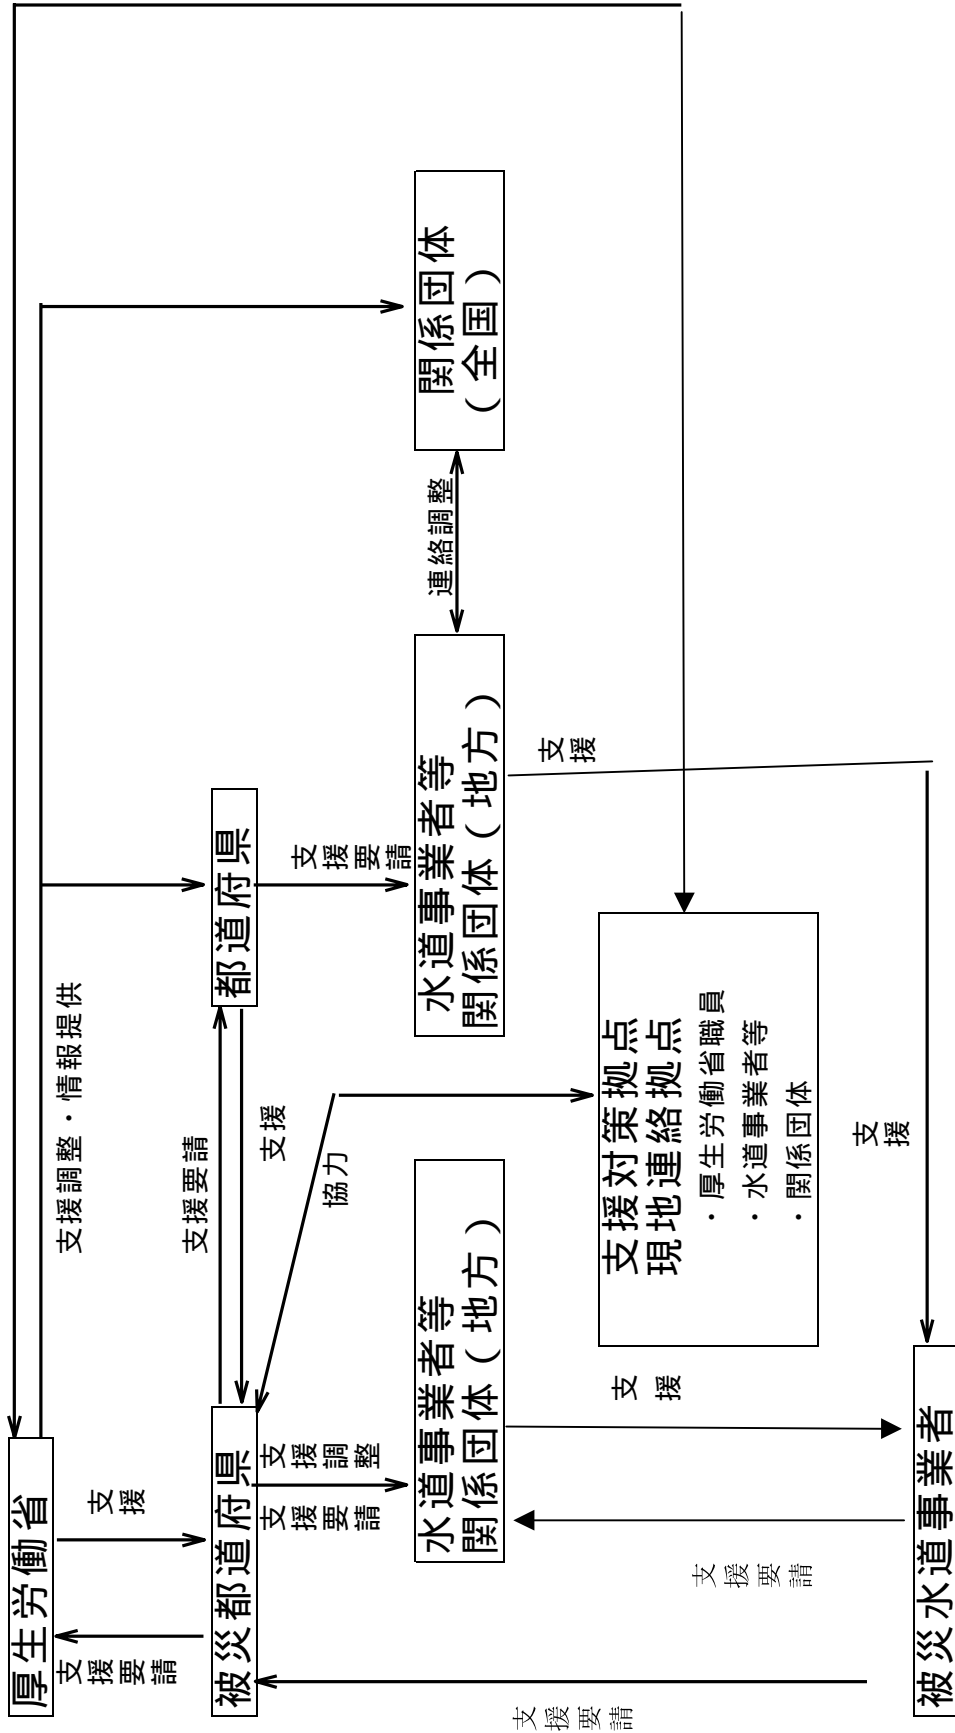 厚生労働省
支援調整・情報提供
支援要請
支援
被災都道府県
支援要請
支援
都道府県
協力
支援要請
支援調整
支援要請
水道事業者等
関係団体（地方）
水道事業者等
関係団体（地方）
連絡調整
関係団体
（全国）
支援
支援要請
支援要請
支援
支援対策拠点
現地連絡拠点
・厚生労働省職員
・水道事業者等
・関係団体
支援
被災水道事業者